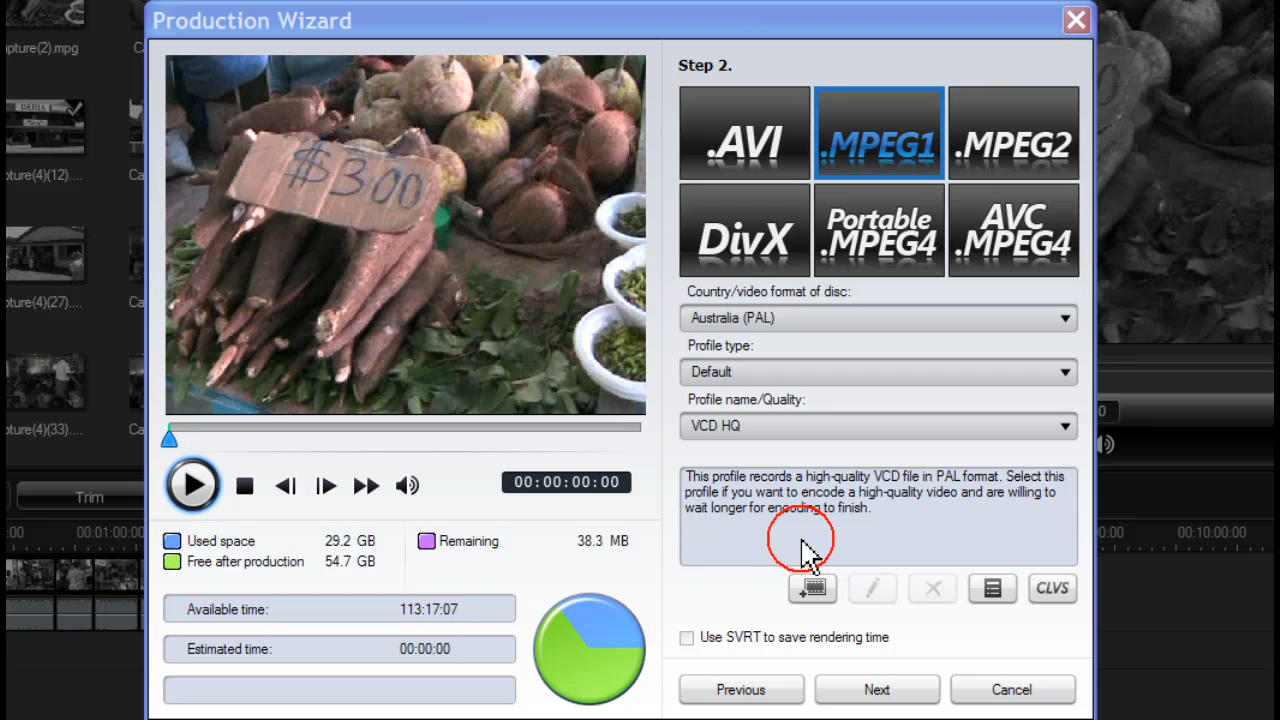 Production Wizard
pture(2).mpg
Ca
DAHIA
pture(4)(12)....
Ca
pture(4)(27)....
Ca
pture(4)(33)....
Ca
Trim
:00
00:01:00:00
$3.00
00:00:00:00
Used space 29.2 GB
Remaining 38.3 MB
Free after production 54.7 GB
Available time: 113:17:07
Estimated time: 00:00:00
Step 2.
.AVI
.MPEG1
.MPEG2
DivX
Portable
.MPEG4
AVC
.MPEG4
Country/video format of disc:
Australia (PAL)
Profile type:
Default
Profile name/Quality:
VCD HQ
This profile records a high-quality VCD file in PAL format. Select this
profile if you want to encode a high-quality video and are willing to
wait longer for encoding to finish.
CLVS
Use SVRT to save rendering time
Previous
Next
Cancel
0
00:00
00:10:00:00